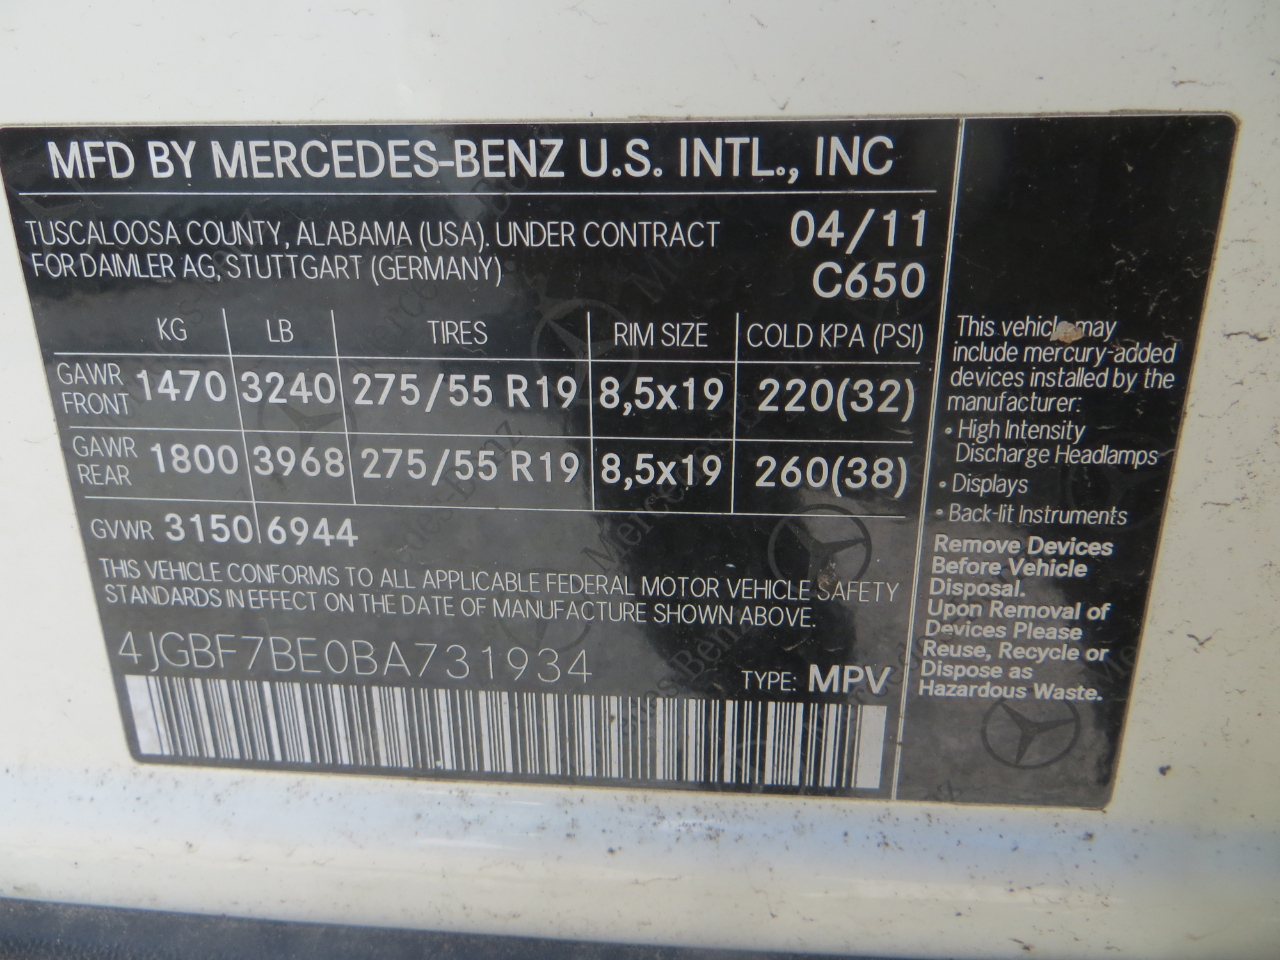 MFD BY MERCEDES-BENZ U.S. INTL., INC
TUSCALOOSA COUNTY, ALABAMA (USA). UNDER CONTRACT
FOR DAIMLER AG, STUTTGART (GERMANY)
04/11
C650
KG LB TIRES RIM SIZE COLD KPA (PSI)
GAWR FRONT 1470 3240 275/55 R19 8,5x19 220(32)
GAWR REAR 1800 3968 275/55 R19 8,5x19 260(38)
GVWR 3150 6944
THIS VEHICLE CONFORMS TO ALL APPLICABLE FEDERAL MOTOR VEHICLE SAFETY
STANDARDS IN EFFECT ON THE DATE OF MANUFACTURE SHOWN ABOVE.
4JGBF7BE0BA731934
TYPE: MPV
This vehicle may
include mercury-added
devices installed by the
manufacturer:
• High Intensity
Discharge Headlamps
• Displays
• Back-lit Instruments
Remove Devices
Before Vehicle
Disposal.
Upon Removal of
Devices Please
Reuse, Recycle or
Dispose as
Hazardous Waste.